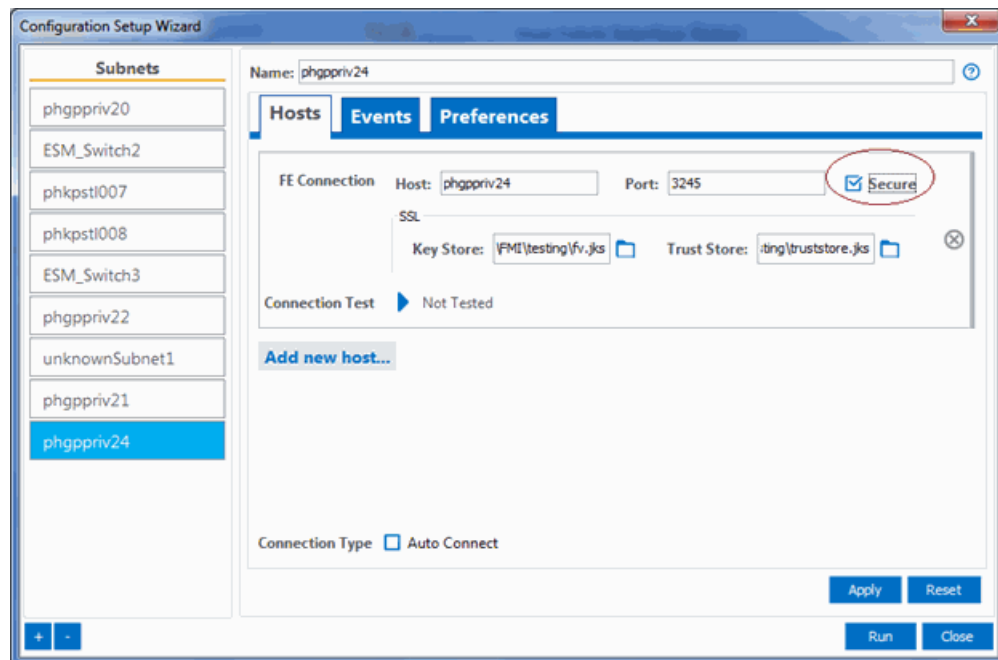 Configuration Setup Wizard
x
Subnets
phgppriv20
ESM_Switch2
phkpstl007
phkpstl008
ESM_Switch3
phgppriv22
unknownSubnet1
phgppriv21
phgppriv24
+ -
Name: phgppriv24 ?
Hosts Events Preferences
FE Connection Host: phgppriv24 Port: 3245 Secure
SSL
Key Store: \FMI\testing\fv.jks Trust Store: :ting\truststore.jks
Connection Test Not Tested
Add new host...
Connection Type Auto Connect
Apply Reset
Run Close